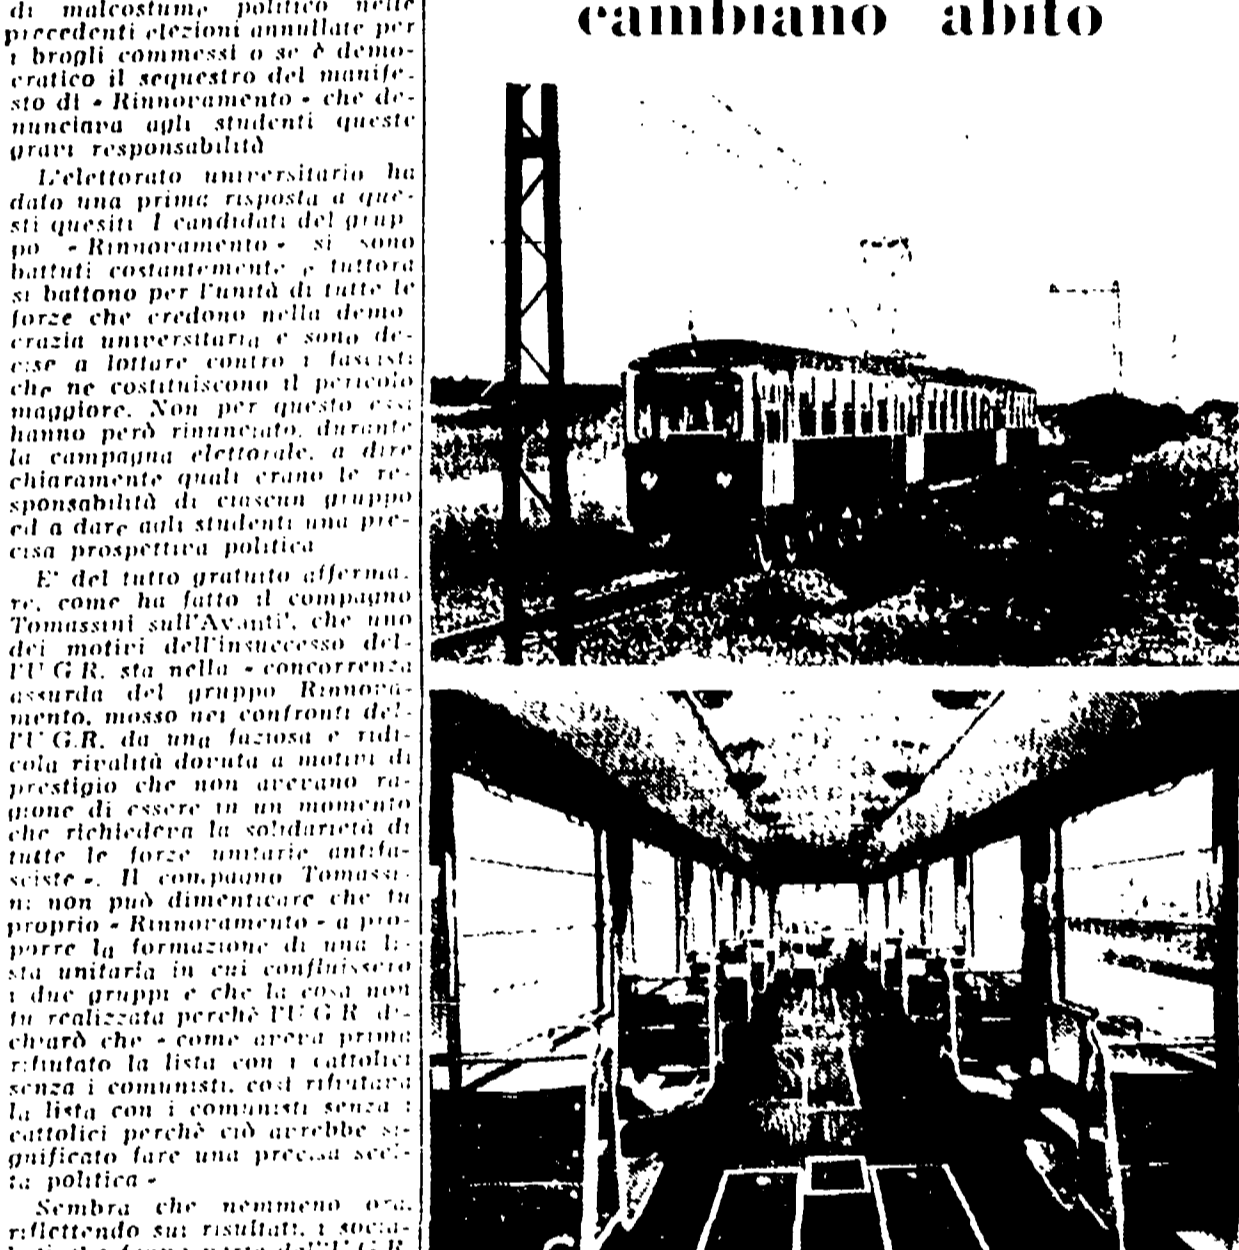 di malcostume politico nelle
precedenti elezioni annullate per
i brogli commessi o se è demo-
cratico il sequestro del manife-
sto di « Rinnovamento » che de-
nunciava agli studenti queste
gravi responsabilità
L'elettorato universitario ha
dato una prima risposta a que-
sti quesiti I candidati del grup
po « Rinnovamento » si sono
battuti costantemente e tuttora
si battono per l'unità di tutte le
forze che credono nella demo
crazia universitaria e sono de-
cise a lottare contro i fascisti
che ne costituiscono il pericolo
maggiore. Non per questo essi
hanno però rinunciato, durante
la campagna elettorale, a dire
chiaramente quali erano le re-
sponsabilità di ciascun gruppo
ed a dare agli studenti una pre-
cisa prospettiva politica
E' del tutto gratuito afferma.
re, come ha fatto il compagno
Tomassini sull'Avanti', che uno
dei motivi dell'insuccesso del-
l'U G.R. sta nella « concorrenza
assurda del gruppo Rinnova-
mento, mosso nei confronti del-
l'U G.R. da una faziosa e ridi-
cola rivalità dovuta a motivi di
prestigio che non avevano ra-
gione di essere in un momento
che richiedeva la solidarietà di
tutte le forze unitarie antifa-
sciste ». Il compagno Tomassi-
ni non può dimenticare che fu
proprio « Rinnovamento » a pro-
porre la formazione di una li-
sta unitaria in cui confluissero
i due gruppi e che la cosa non
fu realizzata perchè l'U G R di-
chiarò che « come aveva prima
rifiutato la lista con i cattolici
senza i comunisti, così rifiutava
la lista con i comunisti senza i
cattolici perchè ciò avrebbe si-
gnificato fare una precisa scel-
ta politica »
Sembra che nemmeno ora,
riflettendo sui risultati, i socia-
cambiano abito